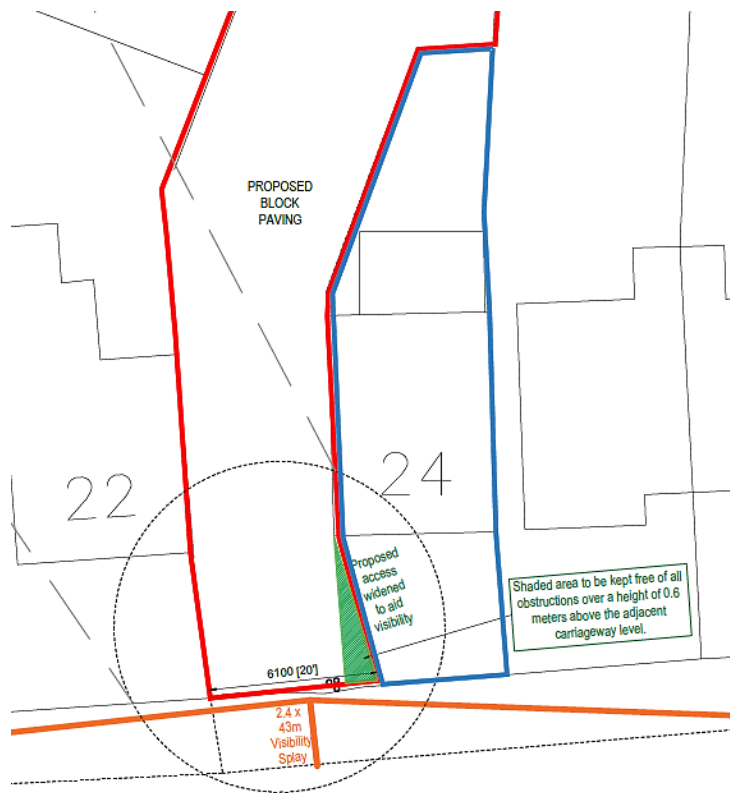 PROPOSED
BLOCK
PAVING
22
24
Proposed
access
widened
to aid
visibility
Shaded area to be kept free of all
obstructions over a height of 0.6
meters above the adjacent
carriageway level.
6100 [20']
2.4 x
43m
Visibility
Splay